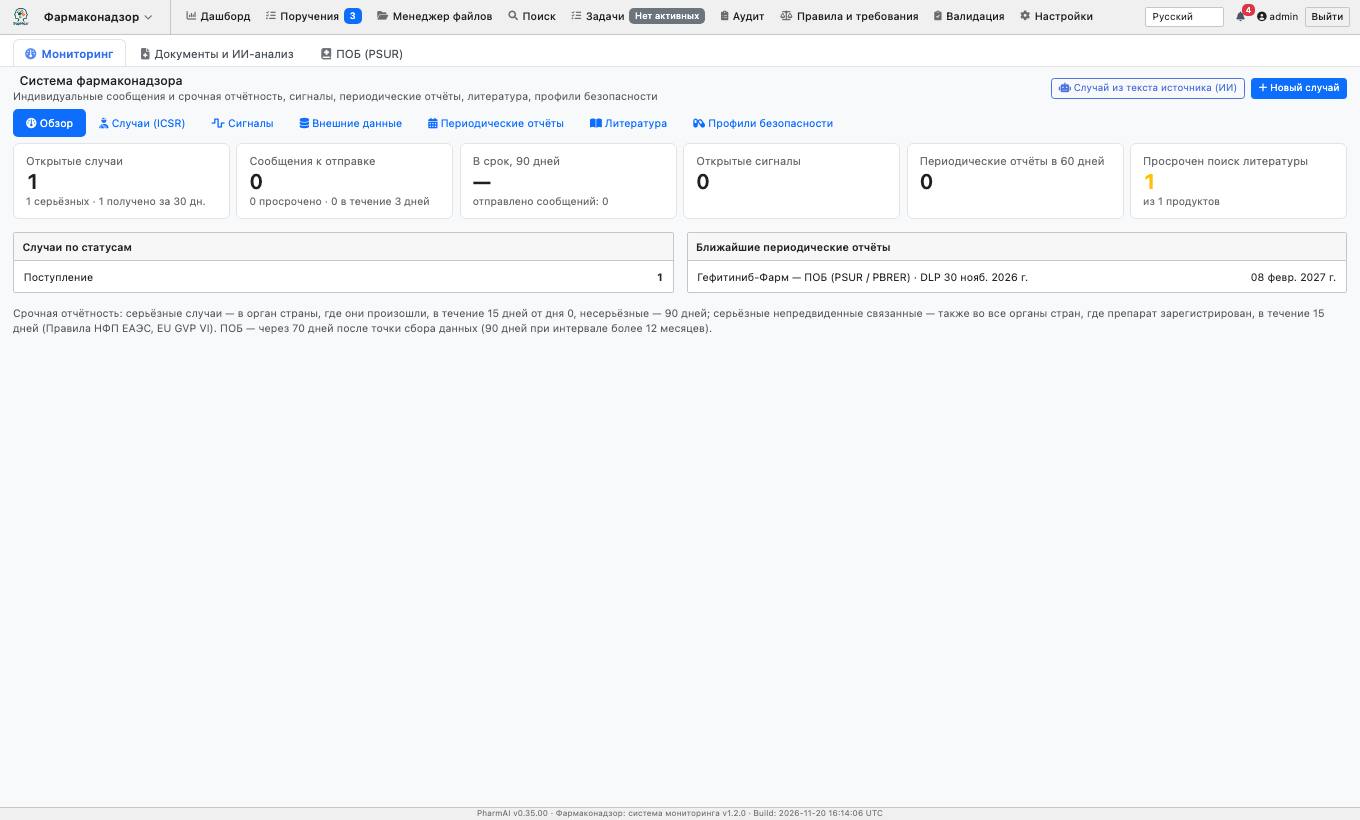 Фармаконадзор
Дашборд
Поручения 3
Менеджер файлов
Поиск
Задачи Нет активных
Аудит
Правила и требования
Валидация
Настройки
Русский
4
admin
Выйти
Мониторинг
Документы и ИИ-анализ
ПОБ (PSUR)
Система фармаконадзора
Индивидуальные сообщения и срочная отчётность, сигналы, периодические отчёты, литература, профили безопасности
Случай из текста источника (ИИ)
+ Новый случай
Обзор
Случаи (ICSR)
Сигналы
Внешние данные
Периодические отчёты
Литература
Профили безопасности
Открытые случаи
1
1 серьёзных · 1 получено за 30 дн.
Сообщения к отправке
0
0 просрочено · 0 в течение 3 дней
В срок, 90 дней
—
отправлено сообщений: 0
Открытые сигналы
0
Периодические отчёты в 60 дней
0
Просрочен поиск литературы
1
из 1 продуктов
Случаи по статусам
Поступление 1
Ближайшие периодические отчёты
Гефитиниб-Фарм — ПОБ (PSUR / PBRER) · DLP 30 нояб. 2026 г. 08 февр. 2027 г.
Срочная отчётность: серьёзные случаи — в орган страны, где они произошли, в течение 15 дней от дня 0, несерьёзные — 90 дней; серьёзные непредвиденные связанные — также во все органы стран, где препарат зарегистрирован, в течение 15
дней (Правила НФП ЕАЭС, EU GVP VI). ПОБ — через 70 дней после точки сбора данных (90 дней при интервале более 12 месяцев).
PharmAI v0.35.00 · Фармаконадзор: система мониторинга v1.2.0 · Build: 2026-11-20 16:14:06 UTC